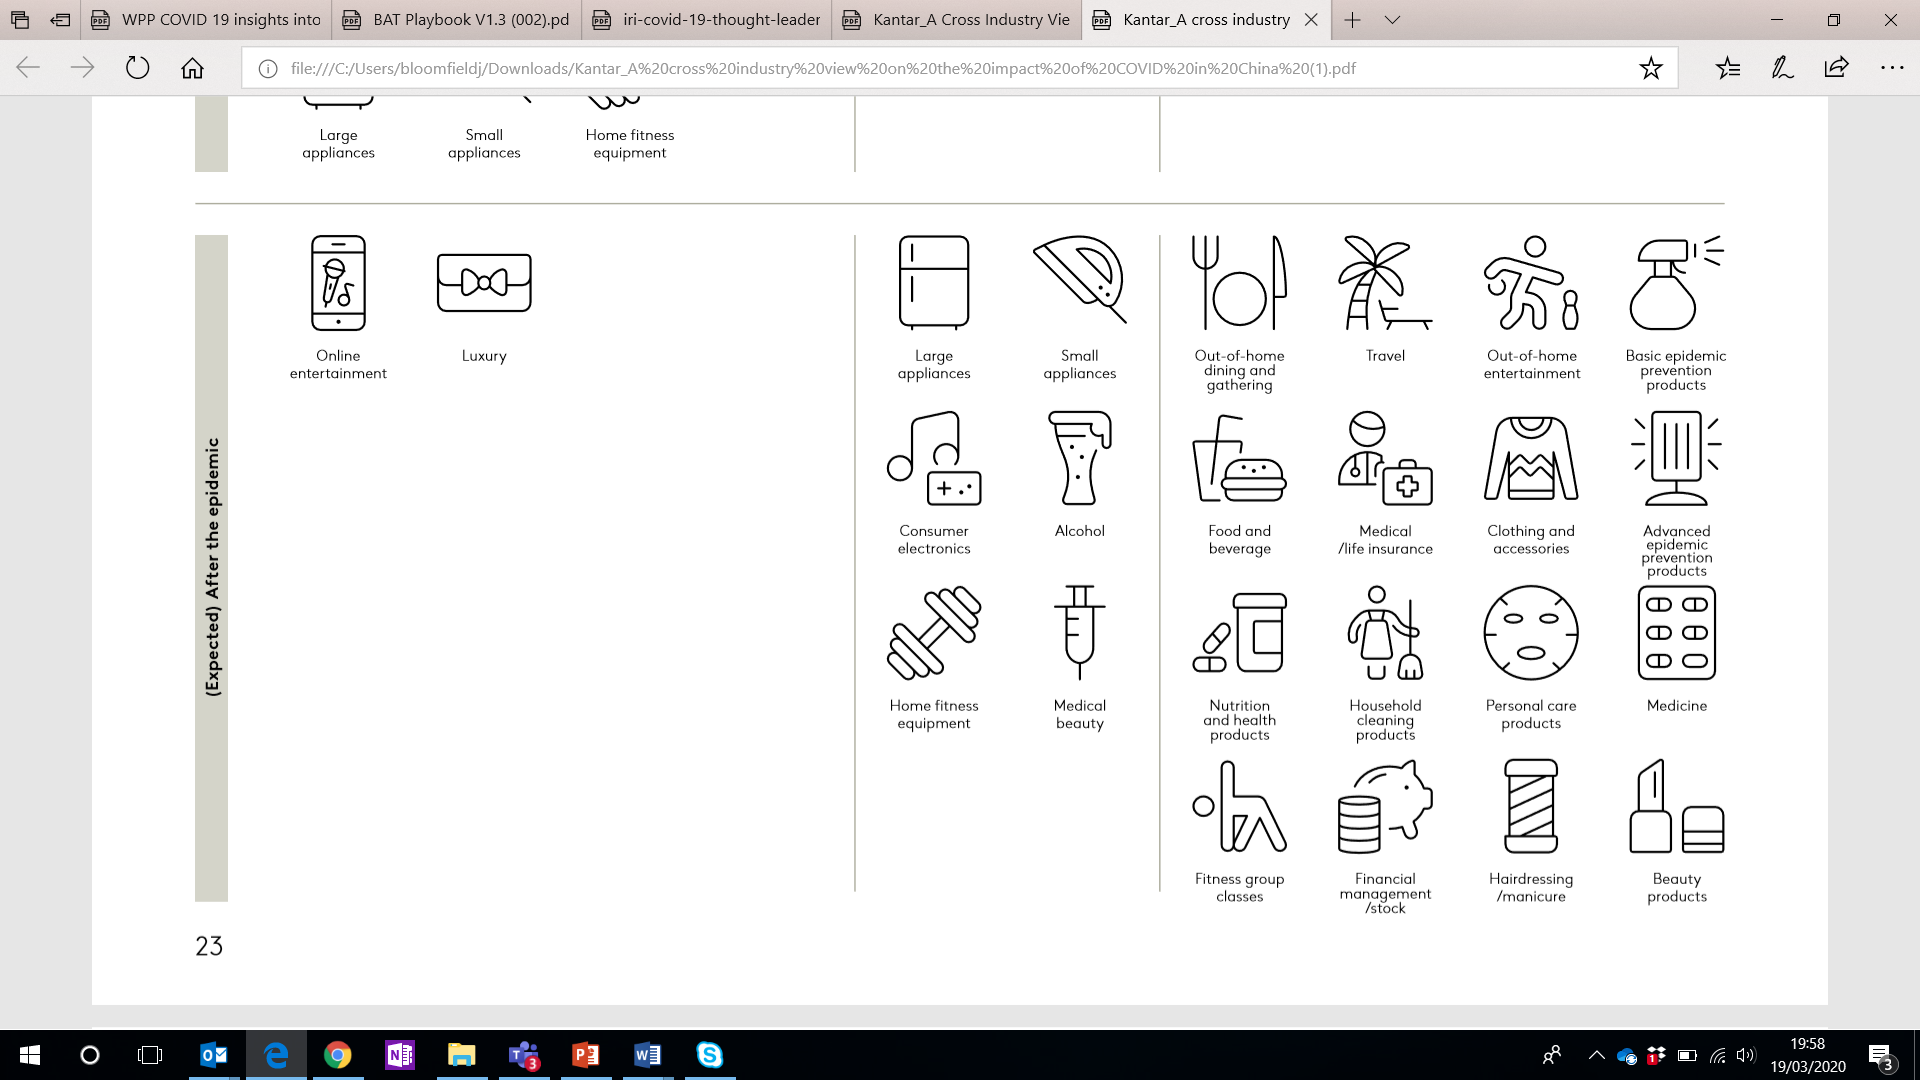 WPP COVID 19 insights into
BAT Playbook V1.3 (002).pd
iri-covid-19-thought-leader
Kantar_A Cross Industry Vie
Kantar_A cross industry
file:///C:/Users/bloomfieldj/Downloads/Kantar_A%20cross%20industry%20view%20on%20the%20impact%20of%20COVID%20in%20China%20(1).pdf
Large
appliances
Small
appliances
Home fitness
equipment
(Expected) After the epidemic
Online
entertainment
Luxury
Large
appliances
Small
appliances
Out-of-home
dining and
gathering
Travel
Out-of-home
entertainment
Basic epidemic
prevention
products
Consumer
electronics
Alcohol
Food and
beverage
Medical
/life insurance
Clothing and
accessories
Advanced
epidemic
prevention
products
Home fitness
equipment
Medical
beauty
Nutrition
and health
products
Household
cleaning
products
Personal care
products
Medicine
Fitness group
classes
Financial
management
/stock
Hairdressing
/manicure
Beauty
products
23
19:58
19/03/2020
3
3
1